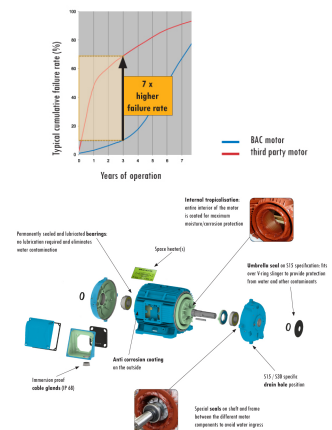 Typical cumulative failure rate (%)
100
80
60
40
20
0
7 x
higher
failure rate
0 1 2 3 4 5 6 7
Years of operation
BAC motor
third party motor
Internal tropicalisation:
entire interior of the motor
is coated for maximum
moisture/corrosion protection
Permanently sealed and lubricated bearings:
no lubrication required and eliminates
water contamination
Space heater(s)
Umbrella seal on S15 specification: fits
over V-ring slinger to provide protection
from water and other contaminants
Anti corrosion coating
on the outside
Immersion proof
cable glands (IP 68)
S15 / S30 specific
drain hole position
Special seals on shaft and frame
between the different motor
components to avoid water ingress